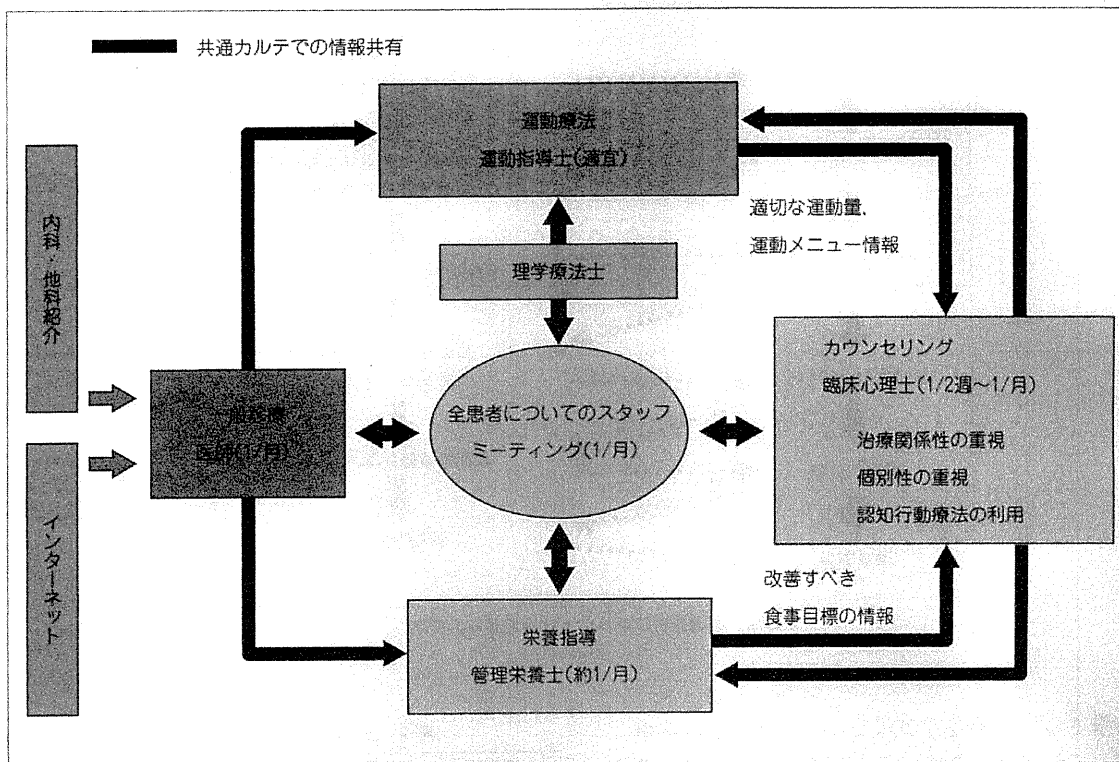 共通カルテでの情報共有
運動療法
運動指導士(適宜)
適切な運動量,
運動メニュー情報
内科・他科紹介
理学療法士
カウンセリング
臨床心理士(1/2週~1/月)
治療関係性の重視
個別性の重視
認知行動療法の利用
一般診療
医師(1/月)
全患者についてのスタッフ
ミーティング(1/月)
インターネット
改善すべき
食事目標の情報
栄養指導
管理栄養士(約1/月)